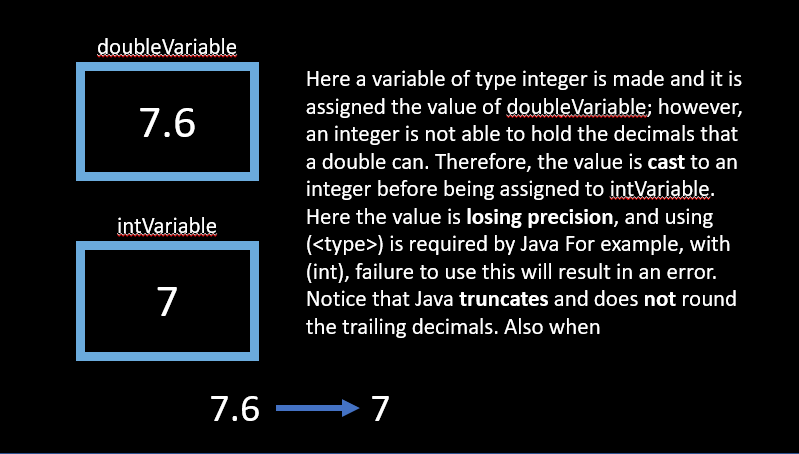 doubleVariable
7.6
intVariable
7
Here a variable of type integer is made and it is
assigned the value of doubleVariable; however,
an integer is not able to hold the decimals that
a double can. Therefore, the value is cast to an
integer before being assigned to intVariable.
Here the value is losing precision, and using
(<type>) is required by Java For example, with
(int), failure to use this will result in an error.
Notice that Java truncates and does not round
the trailing decimals. Also when
7.6 7